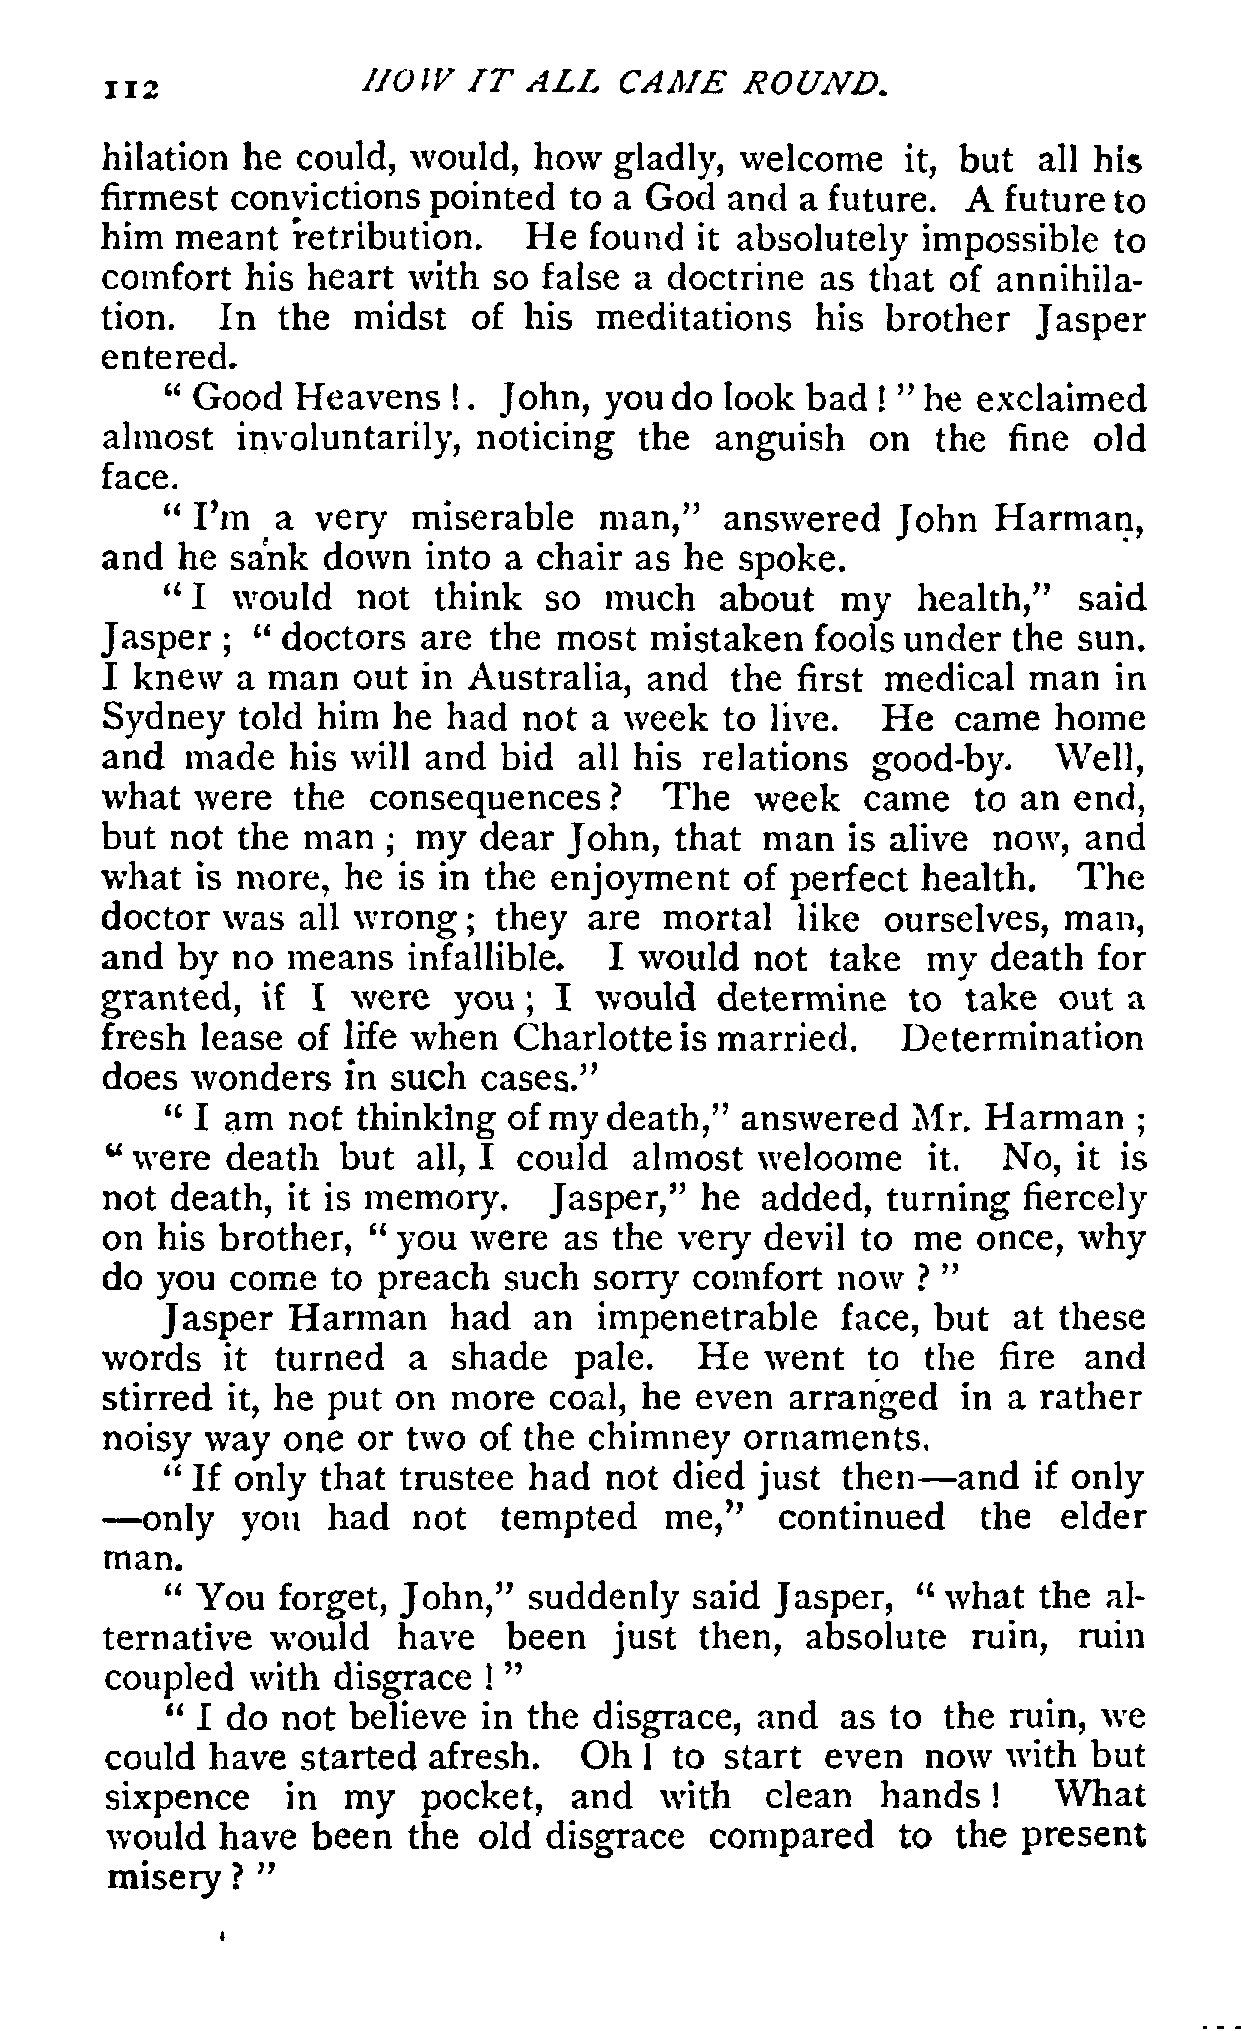 112 HOW IT ALL CAME ROUND.
hilation he could, would, how gladly, welcome it, but all his
firmest convictions pointed to a God and a future. A future to
him meant retribution. He found it absolutely impossible to
comfort his heart with so false a doctrine as that of annihila-
tion. In the midst of his meditations his brother Jasper
entered.
“ Good Heavens !. John, you do look bad ! ” he exclaimed
almost involuntarily, noticing the anguish on the fine old
face.
“ I’m a very miserable man,” answered John Harman,
and he sank down into a chair as he spoke.
“ I would not think so much about my health,” said
Jasper ; “ doctors are the most mistaken fools under the sun.
I knew a man out in Australia, and the first medical man in
Sydney told him he had not a week to live. He came home
and made his will and bid all his relations good-by. Well,
what were the consequences ? The week came to an end,
but not the man ; my dear John, that man is alive now, and
what is more, he is in the enjoyment of perfect health. The
doctor was all wrong ; they are mortal like ourselves, man,
and by no means infallible. I would not take my death for
granted, if I were you ; I would determine to take out a
fresh lease of life when Charlotte is married. Determination
does wonders in such cases.”
“ I am not thinking of my death,” answered Mr. Harman ;
“ were death but all, I could almost weloome it. No, it is
not death, it is memory. Jasper,” he added, turning fiercely
on his brother, “ you were as the very devil to me once, why
do you come to preach such sorry comfort now ? ”
Jasper Harman had an impenetrable face, but at these
words it turned a shade pale. He went to the fire and
stirred it, he put on more coal, he even arranged in a rather
noisy way one or two of the chimney ornaments.
“ If only that trustee had not died just then—and if only
—only you had not tempted me,” continued the elder
man.
“ You forget, John,” suddenly said Jasper, “ what the al-
ternative would have been just then, absolute ruin, ruin
coupled with disgrace ! ”
“ I do not believe in the disgrace, and as to the ruin, we
could have started afresh. Oh ! to start even now with but
sixpence in my pocket, and with clean hands ! What
would have been the old disgrace compared to the present
misery ? ”